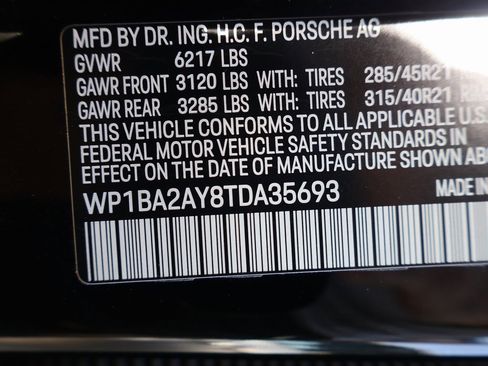 MFD BY DR. ING. H.C. F. PORSCHE AG
GVWR 6217 LBS
GAWR FRONT 3120 LBS WITH: TIRES 285/45R21
GAWR REAR 3285 LBS WITH: TIRES 315/40R21
THIS VEHICLE CONFORMS TO ALL APPLICABLE U.S.
FEDERAL MOTOR VEHICLE SAFETY STANDARDS IN
EFFECT ON THE DATE OF MANUFACTURE SHOWN AB
WP1BA2AY8TDA35693 MADE IN